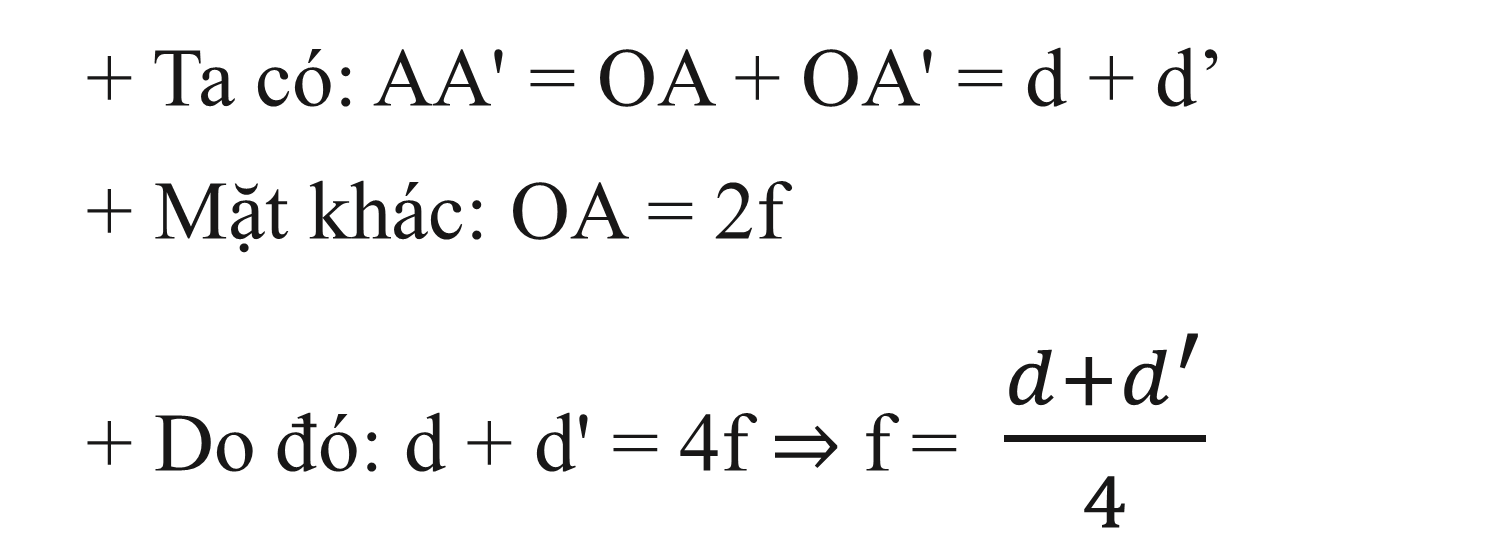 + Ta có: AA' = OA + OA' = d + d’
+ Mặt khác: OA = 2f
+ Do đó: d + d' = 4f ⇒ f = (d+d′)/4